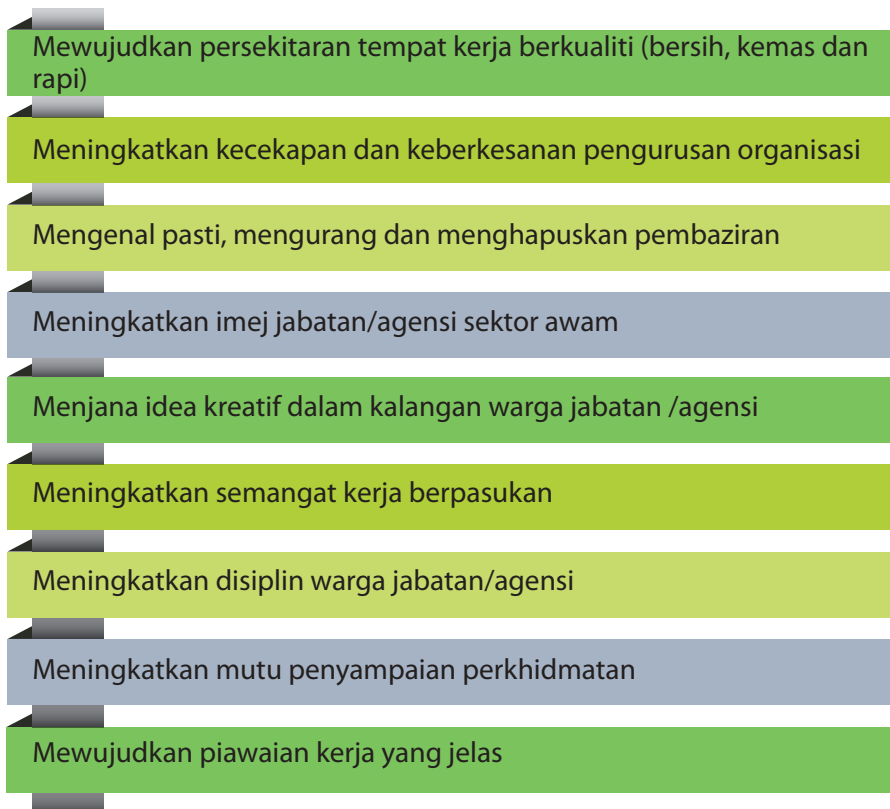 Mewujudkan persekitaran tempat kerja berkualiti (bersih, kemas dan
rapi)
Meningkatkan kecekapan dan keberkesanan pengurusan organisasi
Mengenal pasti, mengurang dan menghapuskan pembaziran
Meningkatkan imej jabatan/agensi sektor awam
Menjana idea kreatif dalam kalangan warga jabatan /agensi
Meningkatkan semangat kerja berpasukan
Meningkatkan disiplin warga jabatan/agensi
Meningkatkan mutu penyampaian perkhidmatan
Mewujudkan piawaian kerja yang jelas